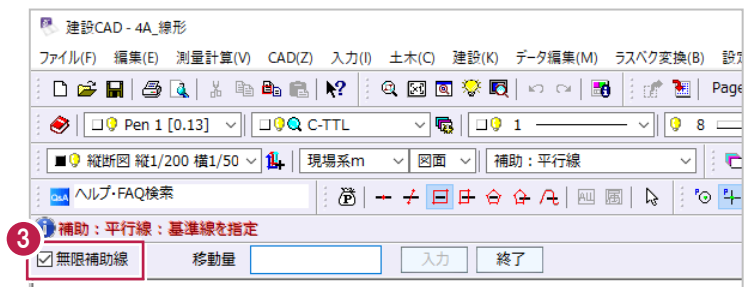 建設CAD - 4A_線形
ファイル(F) 編集(E) 測量計算(V) CAD(Z) 入力(I) 土木(C) 建設(K) データ編集(M) ラスベク変換(B) 設定
Page
Pen 1 [0.13] C-TTL 1 8
縦断図 縦1/200 横1/50 現場系m 図面 補助：平行線
Q&A ヘルプ・FAQ検索 ALL
補助：平行線：基準線を指定
3
無限補助線 移動量 入力 終了